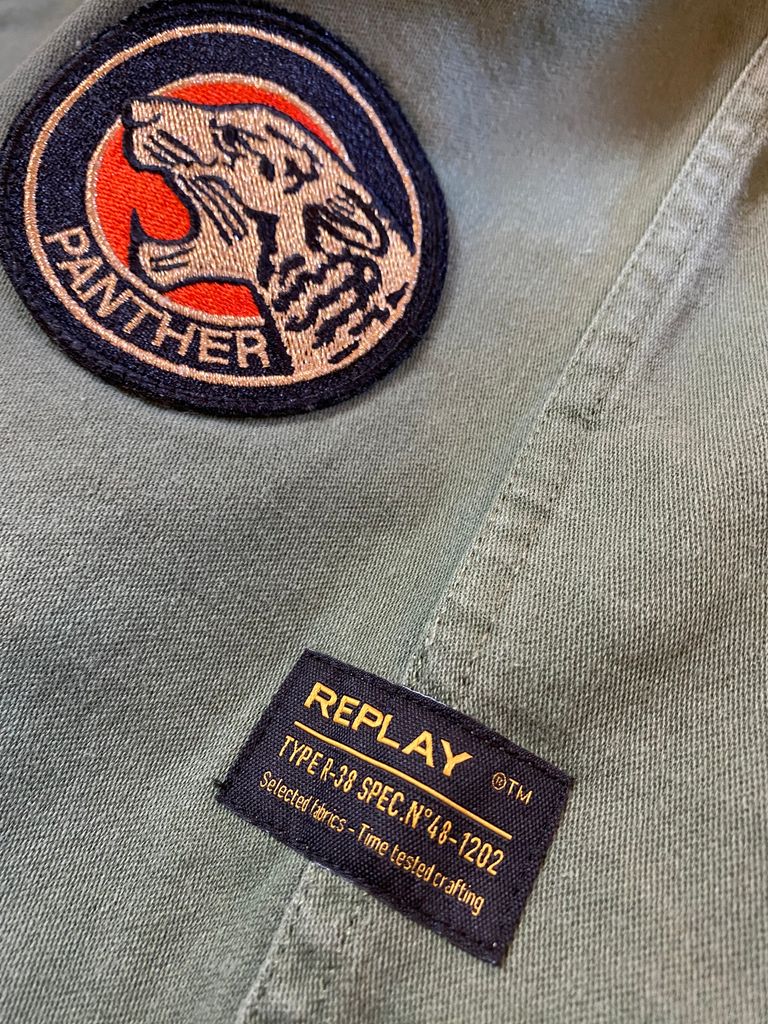 PANTHER
REPLAY ®™
TYPE R-38 SPEC.N°48-1202
Selected fabrics - Time tested crafting